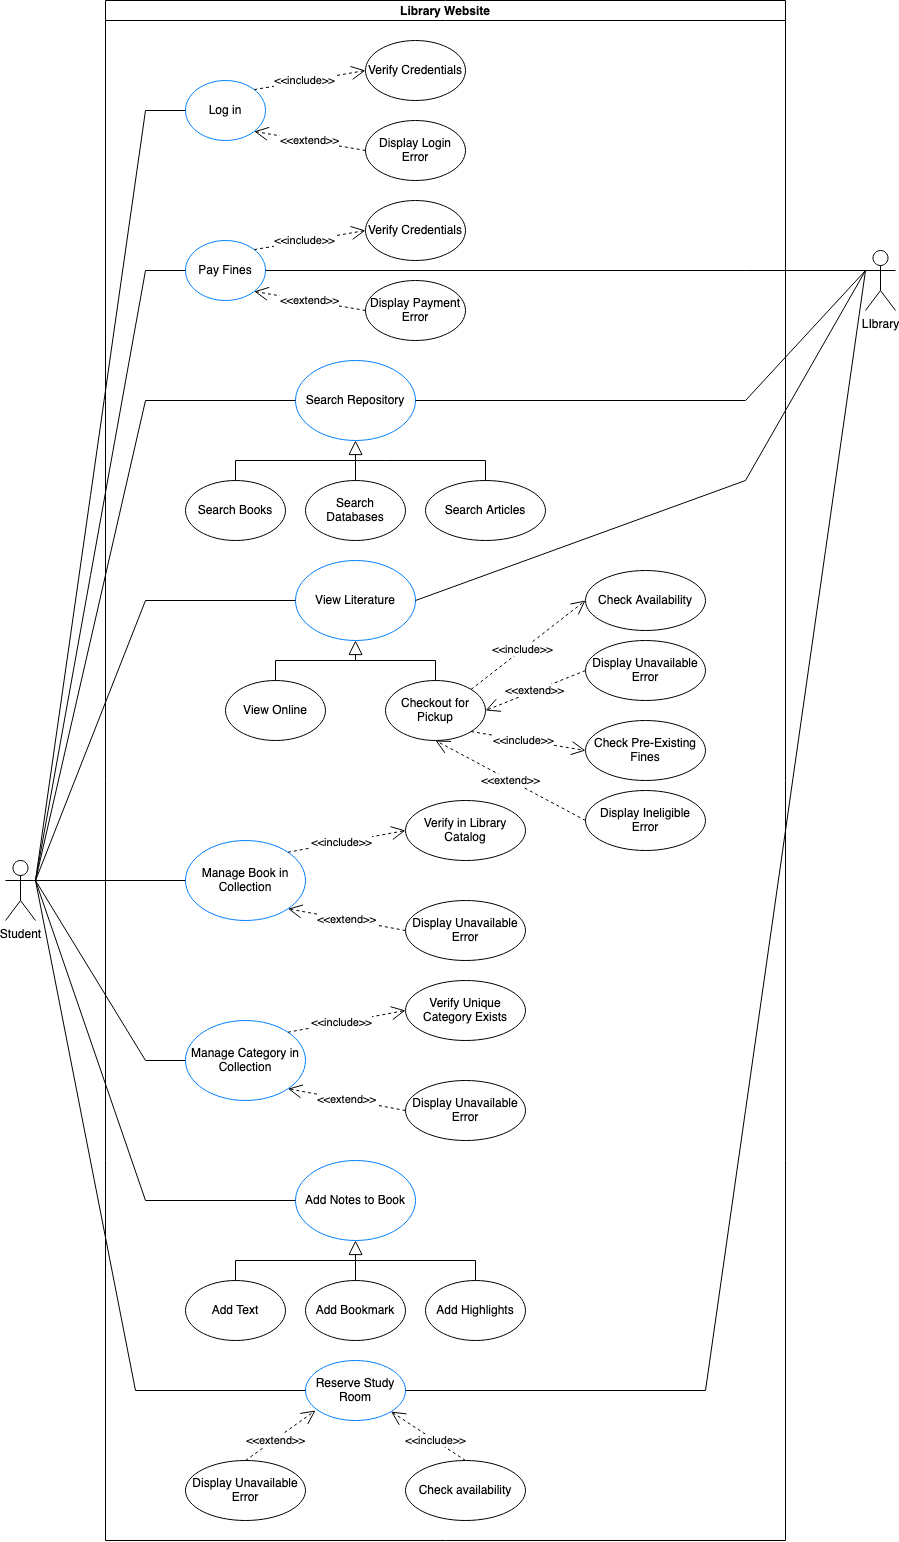 Library Website
Verify Credentials
<<include>>
Log in
<<extend>>
Display Login
Error
Verify Credentials
<<include>>
Pay Fines
<<extend>>
Display Payment
Error
LIbrary
Search Repository
Search Books
Search
Databases
Search Articles
View Literature
Check Availability
<<include>>
Display Unavailable
Error
<<extend>>
View Online
Checkout for
Pickup
<<include>>
Check Pre-Existing
Fines
<<extend>>
Display Ineligible
Error
Verify in Library
Catalog
<<include>>
Manage Book in
Collection
<<extend>>
Display Unavailable
Error
Student
Verify Unique
Category Exists
<<include>>
Manage Category in
Collection
<<extend>>
Display Unavailable
Error
Add Notes to Book
Add Text
Add Bookmark
Add Highlights
Reserve Study
Room
<<extend>>
<<include>>
Display Unavailable
Error
Check availability